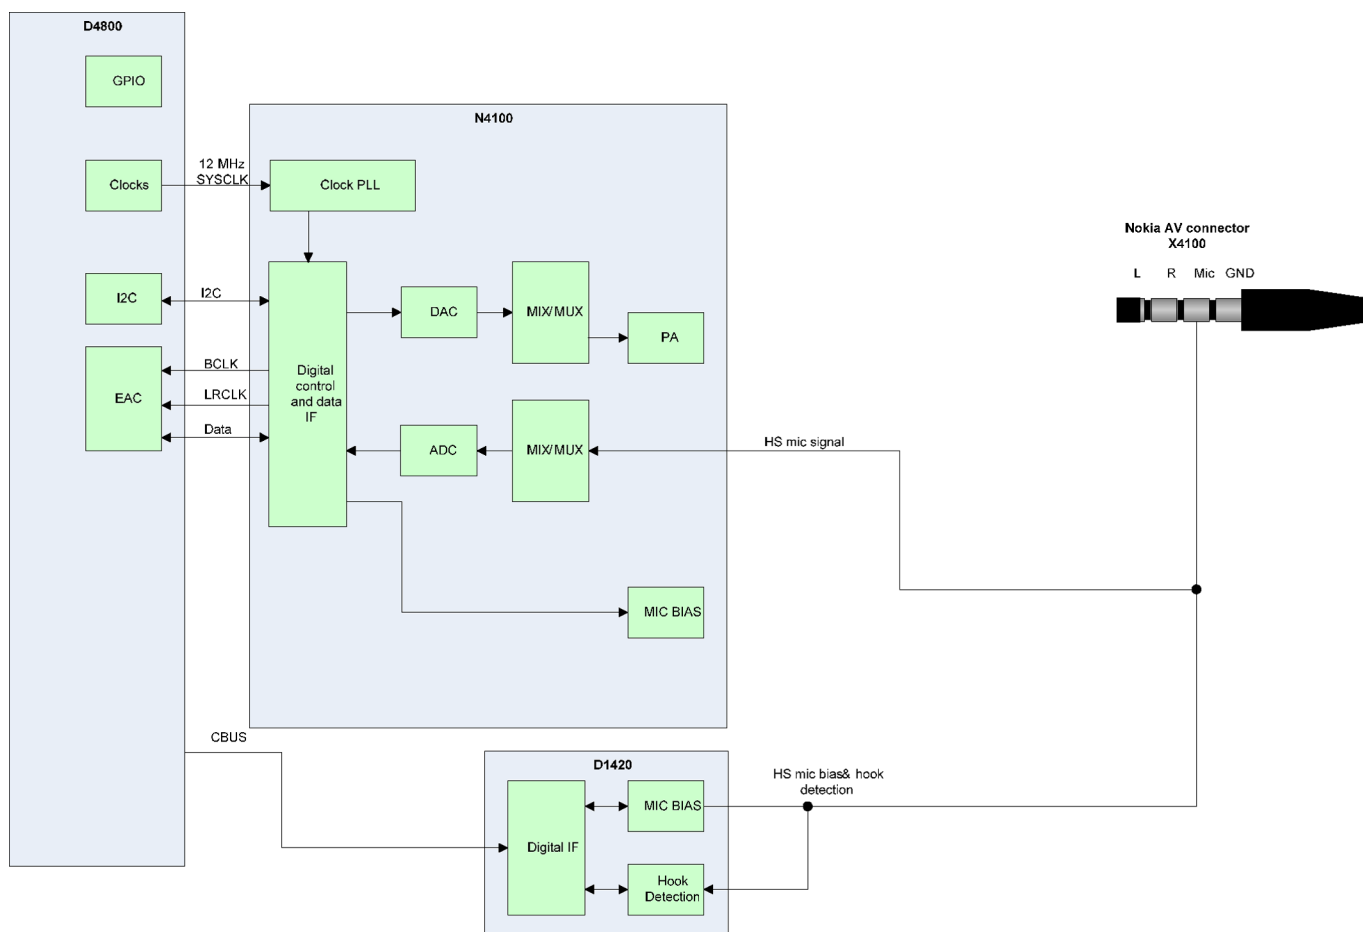 D4800
GPIO
N4100
12 MHz
SYSCLK
Clocks
Clock PLL
Nokia AV connector
X4100
L R Mic GND
I2C
I2C
DAC
MIX/MUX
PA
BCLK
EAC
LRCLK
Data
Digital
control
and data
IF
ADC
MIX/MUX
HS mic signal
MIC BIAS
CBUS
D1420
HS mic bias& hook
detection
MIC BIAS
Digital IF
Hook
Detection